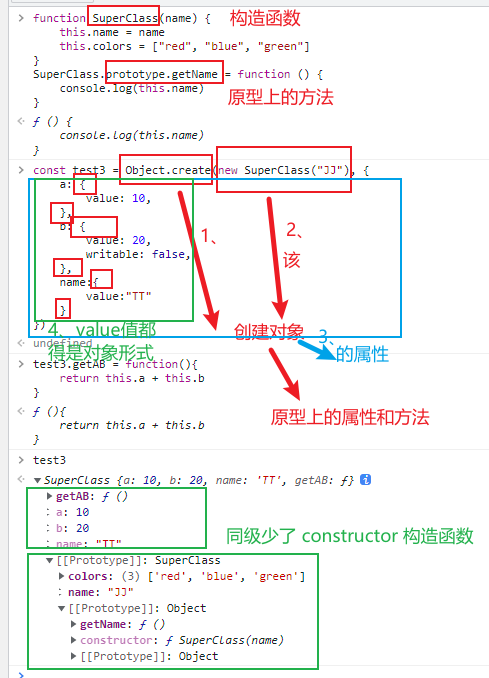 function SuperClass(name) { 构造函数
this.name = name
this.colors = ["red", "blue", "green"]
}
SuperClass.prototype.getName = function () {
console.log(this.name)
} 原型上的方法
ƒ () {
console.log(this.name)
}
const test3 = Object.create(new SuperClass("JJ"), {
a: {
value: 10,
},
b: {
value: 20,
writable: false,
},
name:{
value:"TT"
}
})
1、
2、
该
创建对象
3、
的属性
4、value值都
得是对象形式
undefined
原型上的属性和方法
test3.getAB = function(){
return this.a + this.b
}
ƒ (){
return this.a + this.b
}
test3
SuperClass {a: 10, b: 20, name: 'TT', getAB: ƒ} i
getAB: ƒ ()
a: 10
b: 20
name: "TT"
同级少了 constructor 构造函数
[[Prototype]]: SuperClass
colors: (3) ['red', 'blue', 'green']
name: "JJ"
[[Prototype]]: Object
getName: ƒ ()
constructor: ƒ SuperClass(name)
[[Prototype]]: Object